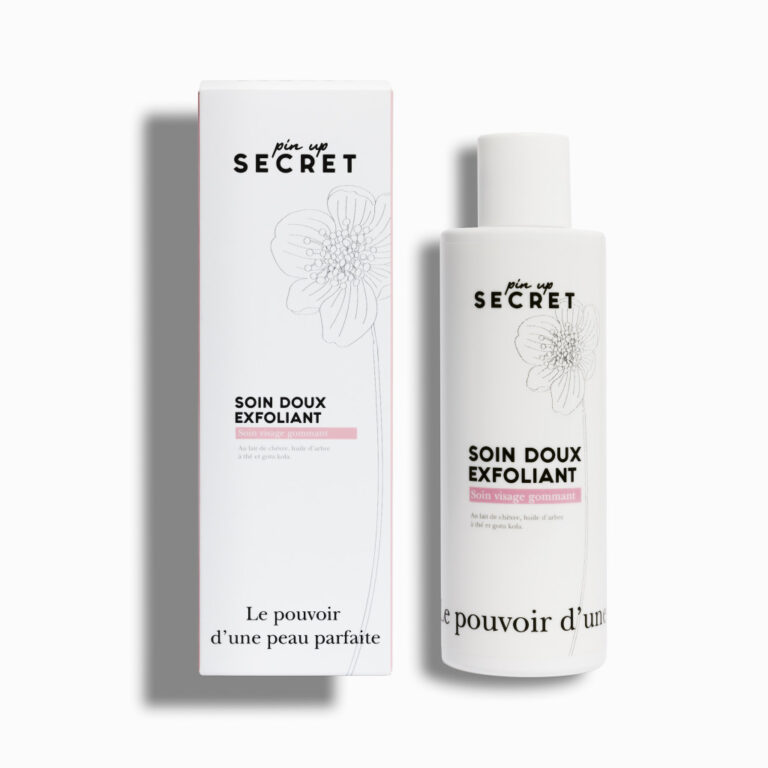 pin up
SECRET
SOIN DOUX
EXFOLIANT
Soin visage gommant
Au lait de chèvre, huile d'arbre
à thé et gotu kola.
Le pouvoir
d'une peau parfaite
pin up
SECRET
SOIN DOUX
EXFOLIANT
Soin visage gommant
Au lait de chèvre, huile d'arbre
à thé et gotu kola.
Le pouvoir d'une